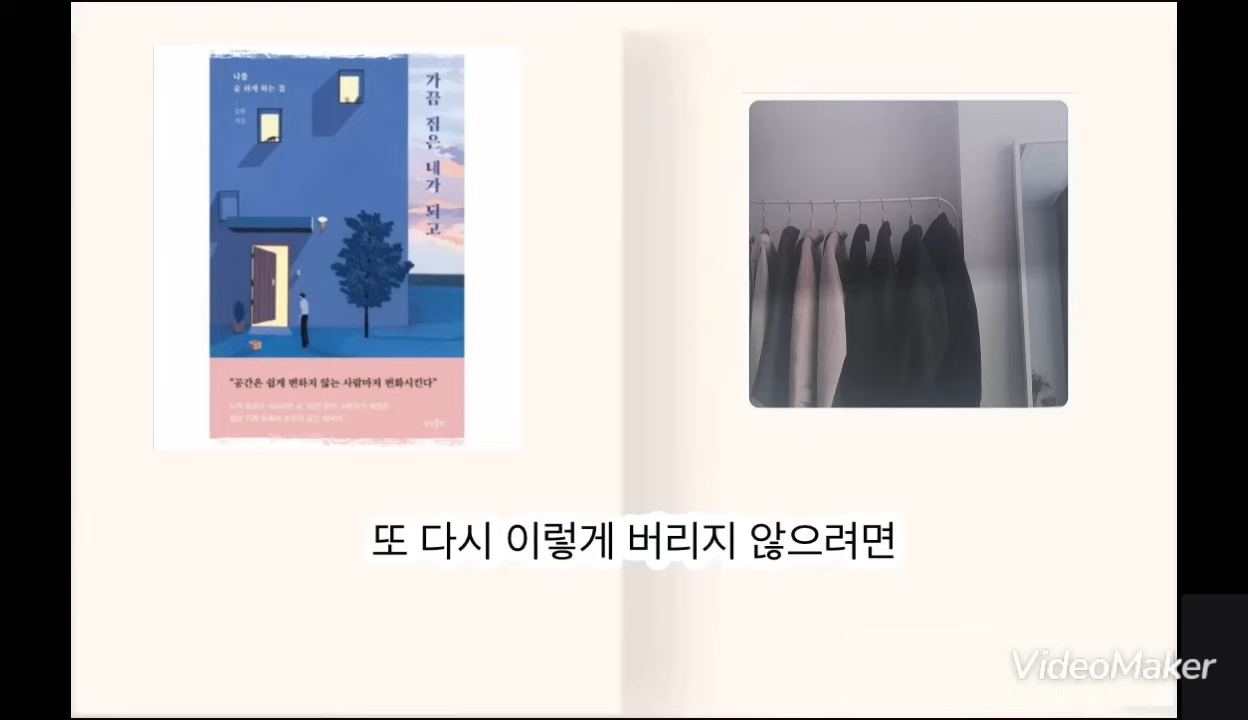 나를
숨 쉬게 하는 집
가끔 집은 내가 되고
"공간은 쉽게 변하지 않는 사람마저 변화시킨다"
또 다시 이렇게 버리지 않으려면
VideoMaker